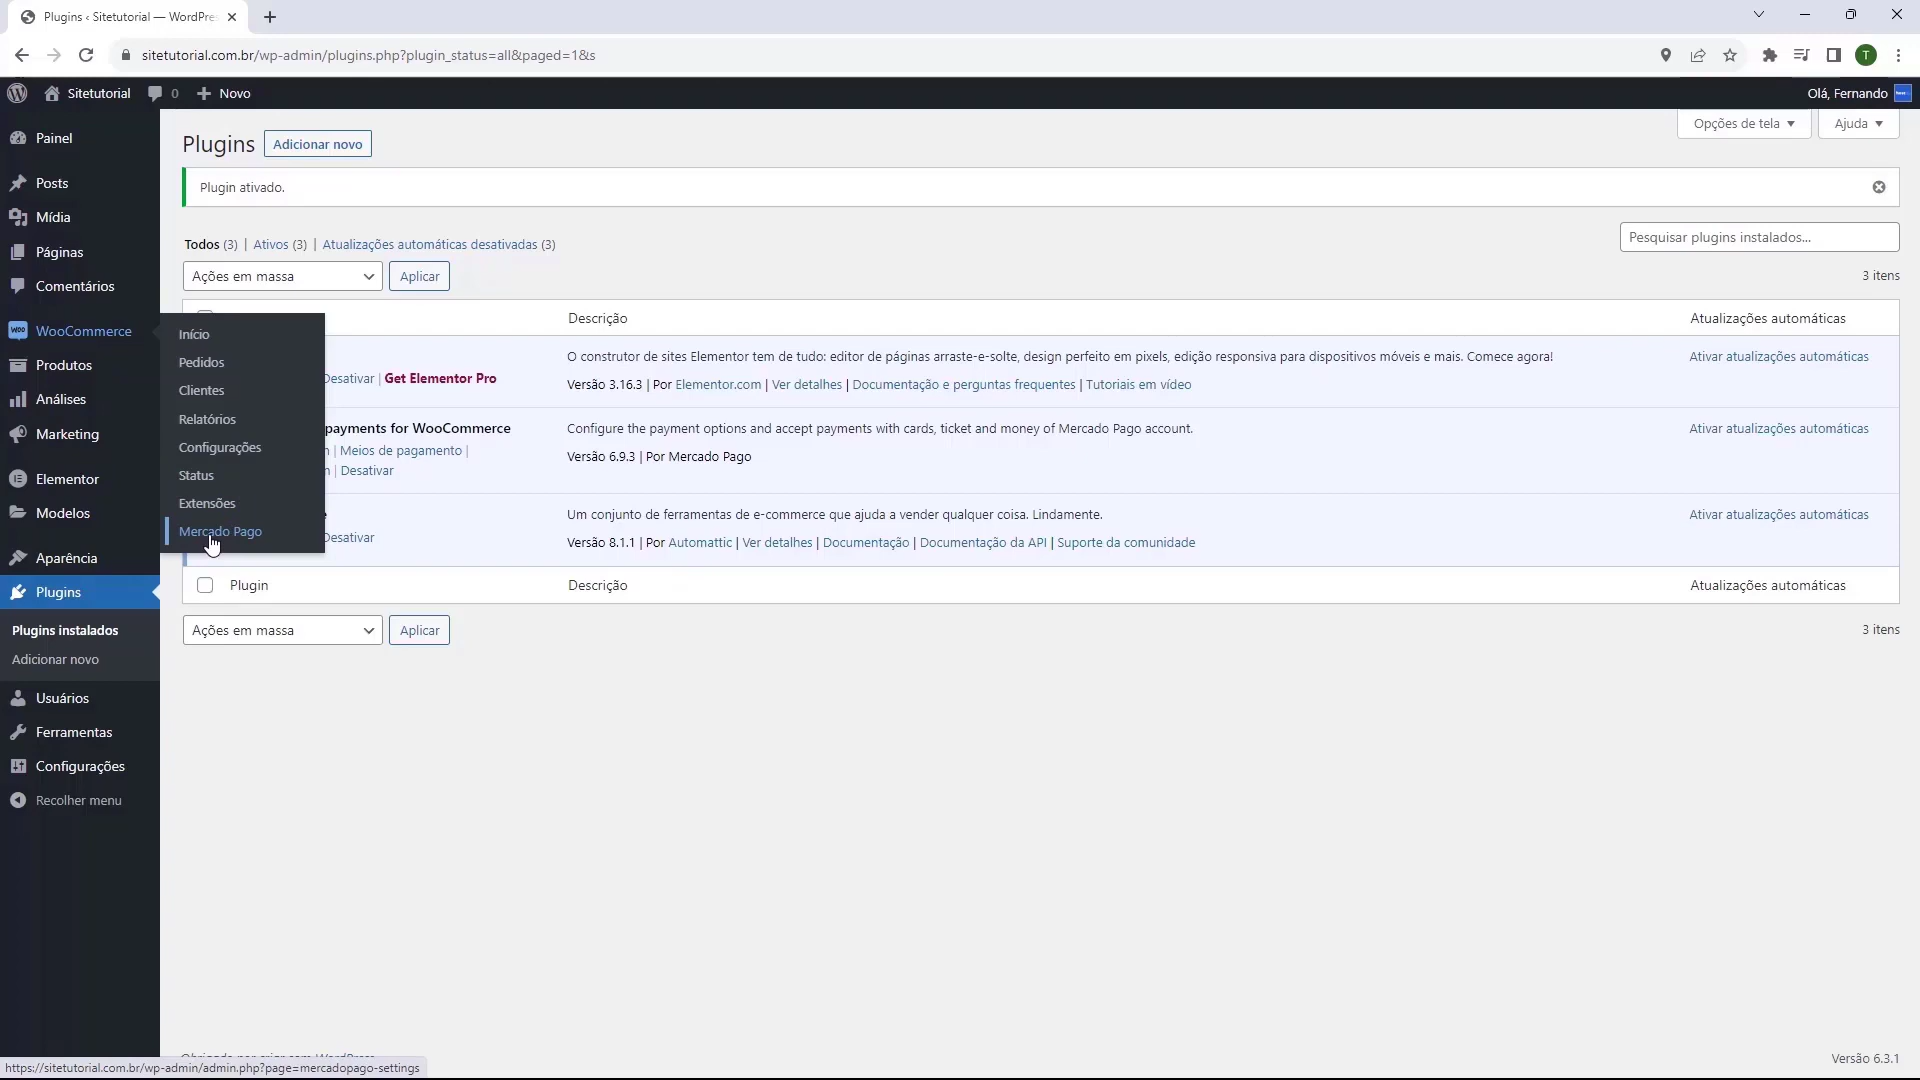 Plugins ‹ Sitetutorial — WordPre
sitetutorial.com.br/wp-admin/plugins.php?plugin_status=all&paged=1&s
T
Sitetutorial
0
Novo
Olá, Fernando
Painel
Posts
Mídia
Páginas
Comentários
WooCommerce
Produtos
Análises
Marketing
Elementor
Modelos
Aparência
Plugins
Plugins instalados
Adicionar novo
Usuários
Ferramentas
Configurações
Recolher menu
Início
Pedidos
Clientes
Relatórios
Configurações
Status
Extensões
Mercado Pago
Opções de tela
Ajuda
Plugins
Adicionar novo
Plugin ativado.
Todos (3) | Ativos (3) | Atualizações automáticas desativadas (3)
Pesquisar plugins instalados...
Ações em massa
Aplicar
3 itens
Descrição
Atualizações automáticas
Desativar | Get Elementor Pro
O construtor de sites Elementor tem de tudo: editor de páginas arraste-e-solte, design perfeito em pixels, edição responsiva para dispositivos móveis e mais. Comece agora!
Versão 3.16.3 | Por Elementor.com | Ver detalhes | Documentação e perguntas frequentes | Tutoriais em vídeo
Ativar atualizações automáticas
payments for WooCommerce
| Meios de pagamento |
| Desativar
Configure the payment options and accept payments with cards, ticket and money of Mercado Pago account.
Versão 6.9.3 | Por Mercado Pago
Ativar atualizações automáticas
Desativar
Um conjunto de ferramentas de e-commerce que ajuda a vender qualquer coisa. Lindamente.
Versão 8.1.1 | Por Automattic | Ver detalhes | Documentação | Documentação da API | Suporte da comunidade
Ativar atualizações automáticas
Plugin
Descrição
Atualizações automáticas
Ações em massa
Aplicar
3 itens
Versão 6.3.1
https://sitetutorial.com.br/wp-admin/admin.php?page=mercadopago-settings